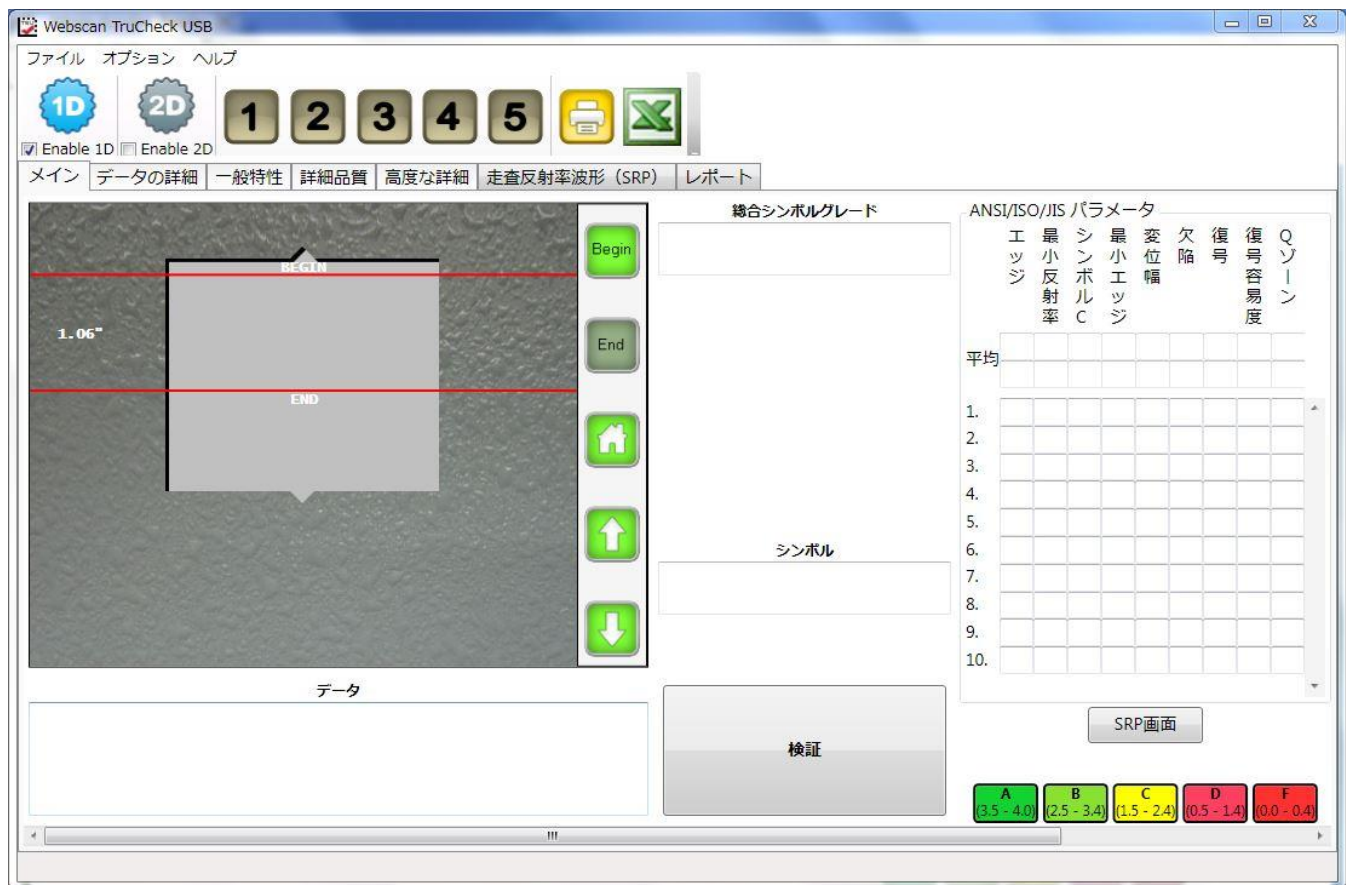 Webscan TruCheck USB
ファイル オプション ヘルプ
1D 2D 1 2 3 4 5
Enable 1D Enable 2D
メイン データの詳細 一般特性 詳細品質 高度な詳細 走査反射率波形（SRP） レポート
BEGIN
1.06"
END
Begin
End
総合シンボルグレード
シンボル
データ
検証
ANSI/ISO/JIS パラメータ
エッジ
最小反射率
シンボルC
最小エッジ
変位幅
欠陥
復号
復号容易度
Qゾーン
平均
1.
2.
3.
4.
5.
6.
7.
8.
9.
10.
SRP画面
A
(3.5 - 4.0)
B
(2.5 - 3.4)
C
(1.5 - 2.4)
D
(0.5 - 1.4)
F
(0.0 - 0.4)